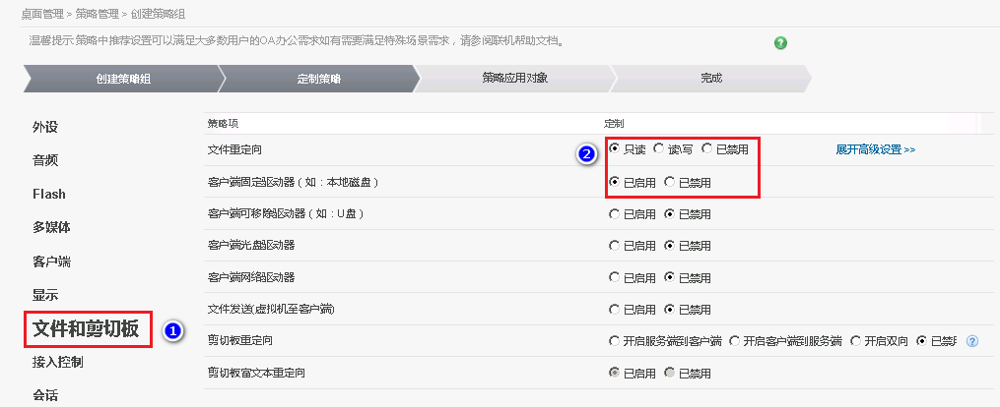 桌面管理 > 策略管理 > 创建策略组
温馨提示:策略中推荐设置可以满足大多数用户的OA办公需求如有需要满足特殊场景需求，请参阅联机帮助文档。
创建策略组 定制策略 策略应用对象 完成
外设
音频
Flash
多媒体
客户端
显示
文件和剪切板 1
接入控制
会话
策略项 定制
文件重定向 2 只读 读\写 已禁用 展开高级设置 >>
客户端固定驱动器（如：本地磁盘） 已启用 已禁用
客户端可移除驱动器（如：U盘） 已启用 已禁用
客户端光盘驱动器 已启用 已禁用
客户端网络驱动器 已启用 已禁用
文件发送(虚拟机至客户端) 已启用 已禁用
剪切板重定向 开启服务端到客户端 开启客户端到服务端 开启双向 已禁用
剪切板富文本重定向 已启用 已禁用